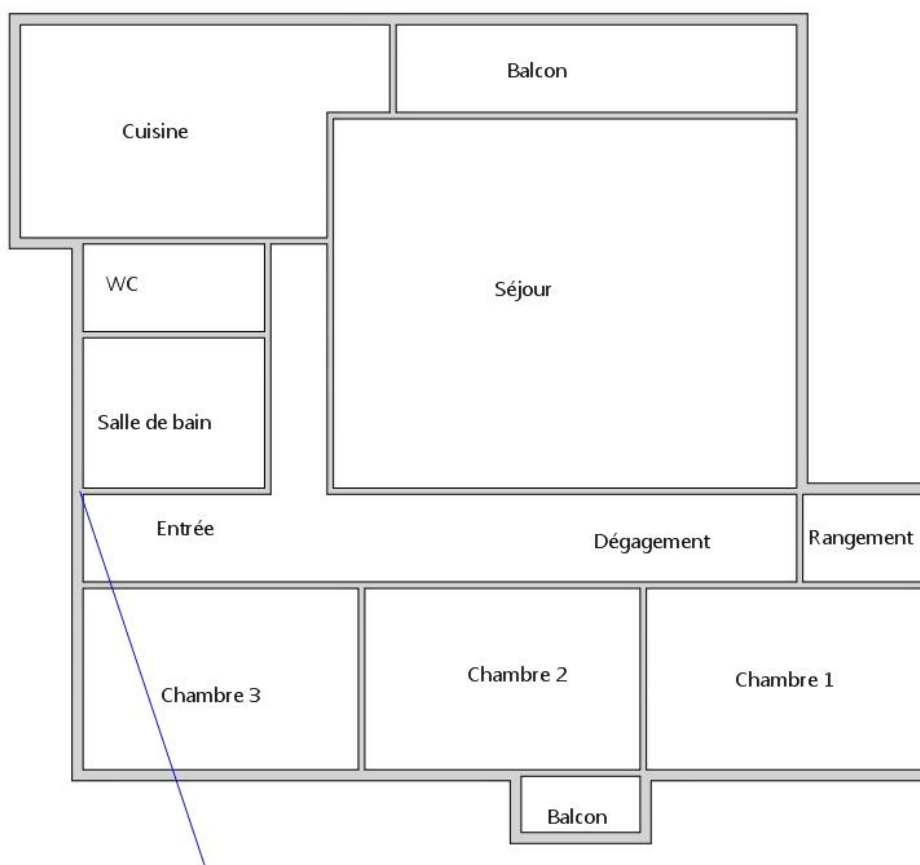 Balcon
Cuisine
WC
Séjour
Salle de bain
Entrée
Dégagement
Rangement
Chambre 3
Chambre 2
Chambre 1
Balcon